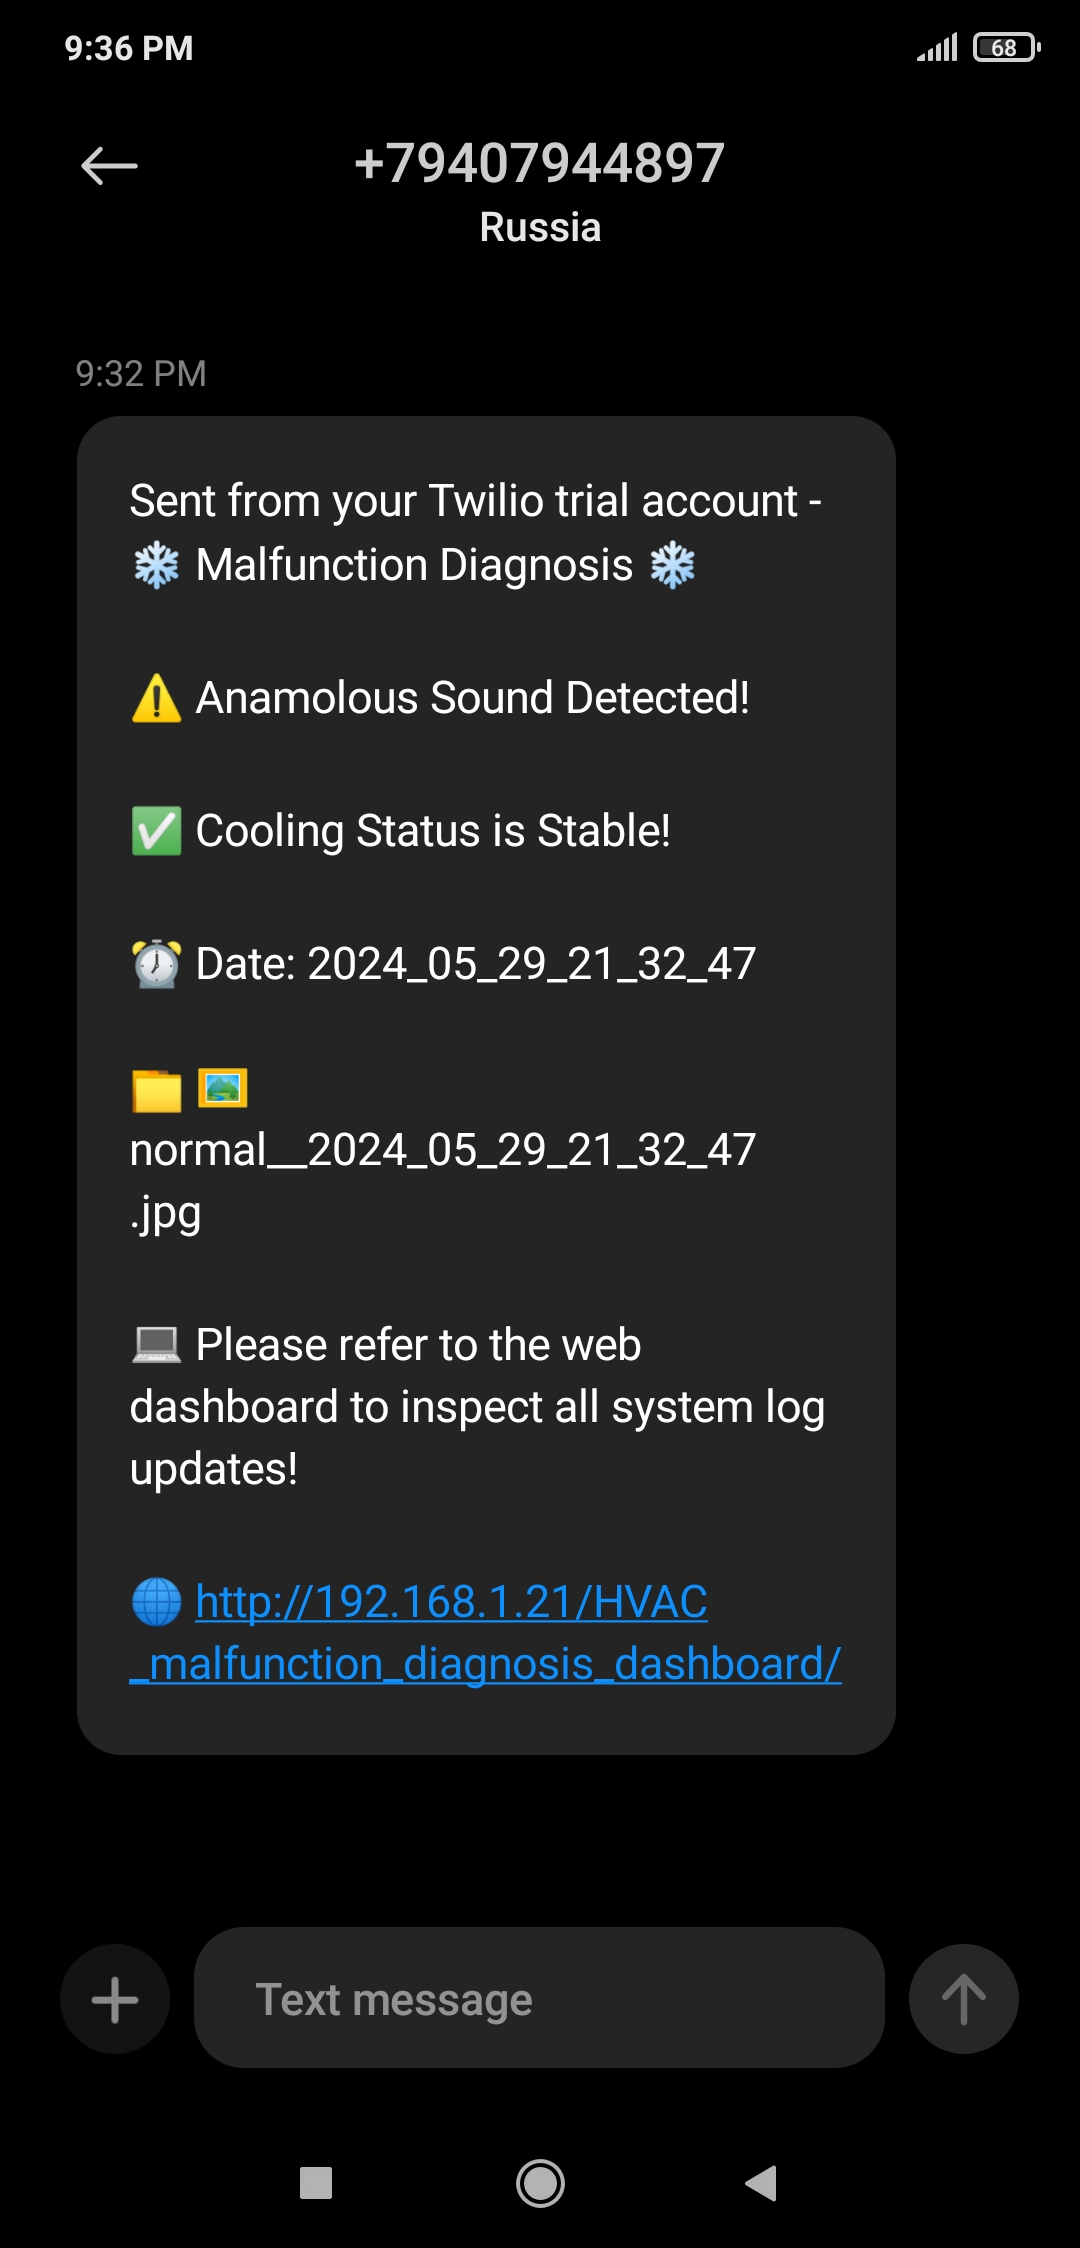 9:36 PM
68
+79407944897
Russia
9:32 PM
Sent from your Twilio trial account -
❄️ Malfunction Diagnosis ❄️
⚠️ Anamolous Sound Detected!
✅ Cooling Status is Stable!
⏰ Date: 2024_05_29_21_32_47
📁 🖼️
normal__2024_05_29_21_32_47
.jpg
💻 Please refer to the web
dashboard to inspect all system log
updates!
🌐 http://192.168.1.21/HVAC
_malfunction_diagnosis_dashboard/
Text message